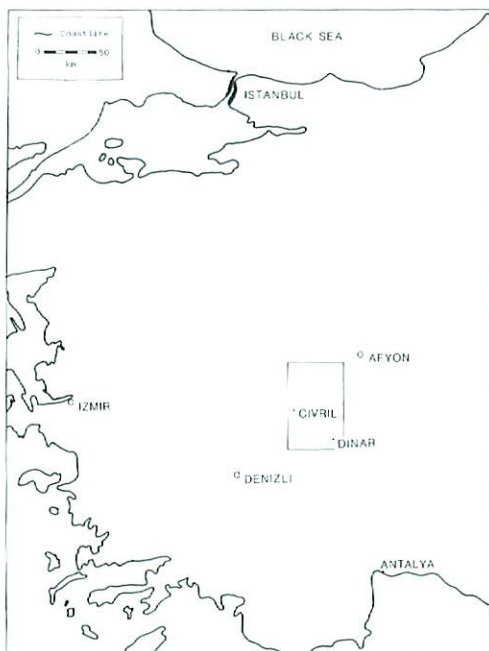 Coastline
0 50
km
BLACK SEA
ISTANBUL
AFYON
IZMIR
CIVRIL
DINAR
DENIZLI
ANTALYA